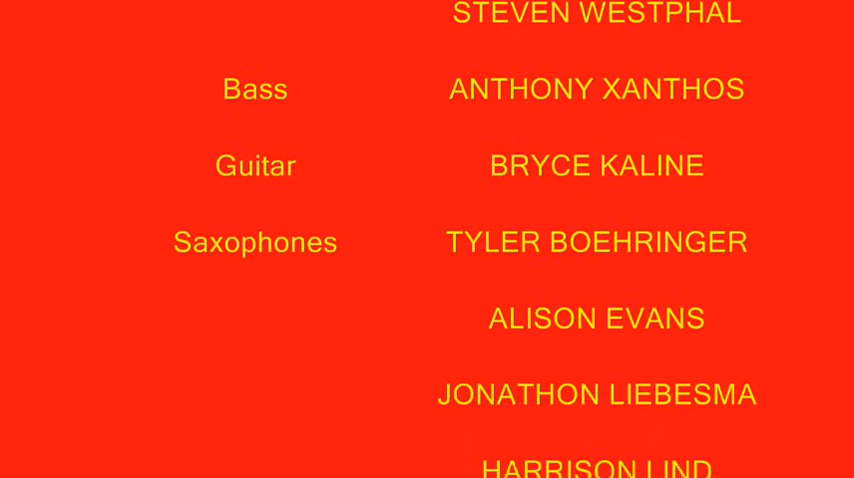 STEVEN WESTPHAL
Bass ANTHONY XANTHOS
Guitar BRYCE KALINE
Saxophones TYLER BOEHRINGER
ALISON EVANS
JONATHON LIEBESMA
HARRISON LIND